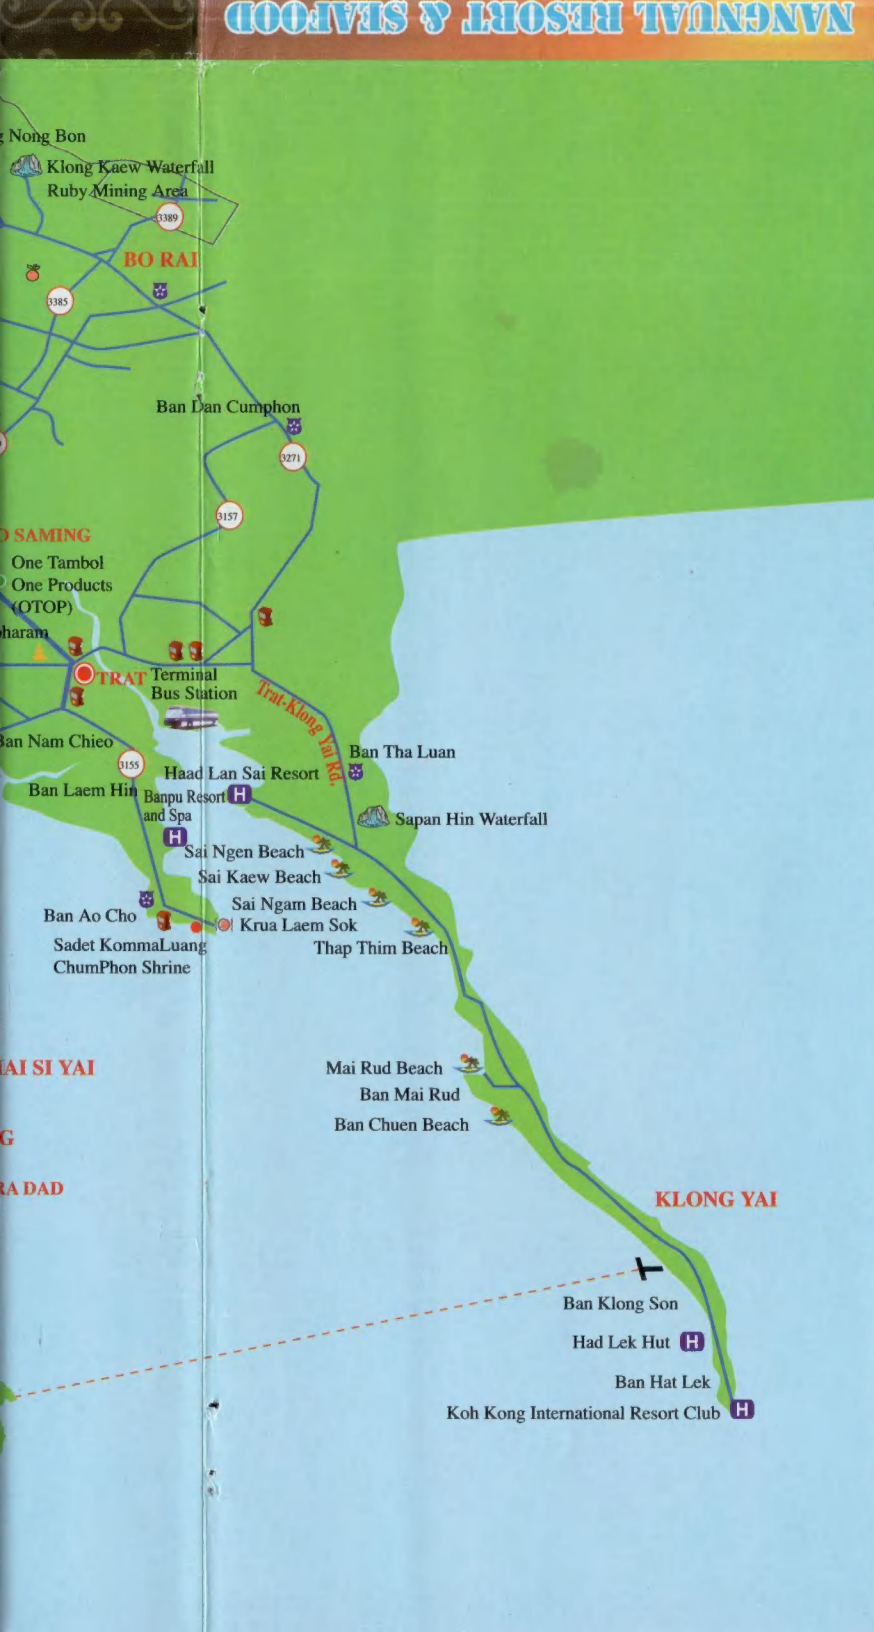 NANGNUAL RESORT & SEAFOOD
g Nong Bon
Klong Kaew Waterfall
Ruby Mining Area
3389
BO RAI
3385
Ban Dan Cumphon
3271
3157
O SAMING
One Tambol
One Products
(OTOP)
haram
TRAT
Terminal
Bus Station
Trat-Klong Yai Rd.
Ban Nam Chieo
3155
Ban Tha Luan
Haad Lan Sai Resort
H
Ban Laem Hin
Banpu Resort
and Spa
H
Sapan Hin Waterfall
Sai Ngen Beach
Sai Kaew Beach
Sai Ngam Beach
Ban Ao Cho
Krua Laem Sok
Sadet KommaLuang
ChumPhon Shrine
Thap Thim Beach
AI SI YAI
Mai Rud Beach
Ban Mai Rud
Ban Chuen Beach
G
RA DAD
KLONG YAI
Ban Klong Son
Had Lek Hut
H
Ban Hat Lek
Koh Kong International Resort Club
H